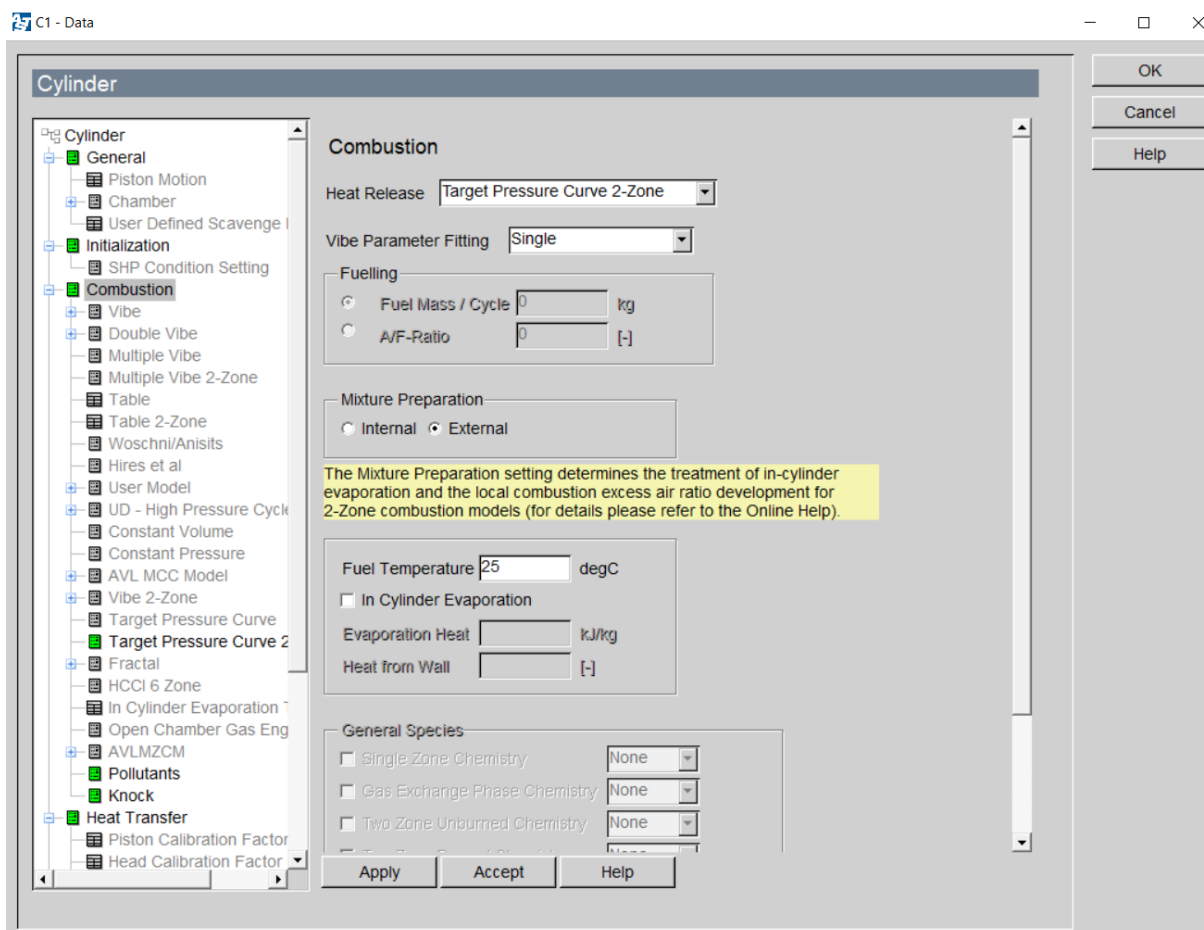 C1 - Data
OK
Cancel
Help
Cylinder
Cylinder
General
Piston Motion
Chamber
User Defined Scavenge
Initialization
SHP Condition Setting
Combustion
Vibe
Double Vibe
Multiple Vibe
Multiple Vibe 2-Zone
Table
Table 2-Zone
Woschni/Anisits
Hires et al
User Model
UD - High Pressure Cycle
Constant Volume
Constant Pressure
AVL MCC Model
Vibe 2-Zone
Target Pressure Curve
Target Pressure Curve 2
Fractal
HCCI 6 Zone
In Cylinder Evaporation
Open Chamber Gas Eng
AVLMZCM
Pollutants
Knock
Heat Transfer
Piston Calibration Factor
Head Calibration Factor
Combustion
Heat Release Target Pressure Curve 2-Zone
Vibe Parameter Fitting Single
Fuelling
Fuel Mass / Cycle 0 kg
A/F-Ratio 0 [-]
Mixture Preparation
Internal External
The Mixture Preparation setting determines the treatment of in-cylinder
evaporation and the local combustion excess air ratio development for
2-Zone combustion models (for details please refer to the Online Help).
Fuel Temperature 25 degC
In Cylinder Evaporation
Evaporation Heat kJ/kg
Heat from Wall [-]
General Species
Single Zone Chemistry None
Gas Exchange Phase Chemistry None
Two Zone Unburned Chemistry None
Apply Accept Help